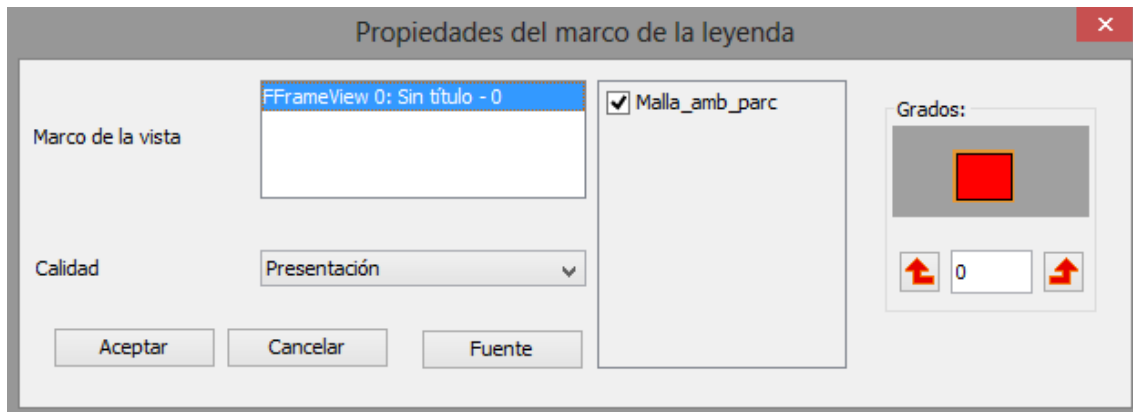 Propiedades del marco de la leyenda
Marco de la vista
FFrameView 0: Sin título - 0
Malla_amb_parc
Grados:
Calidad
Presentación
0
Aceptar
Cancelar
Fuente